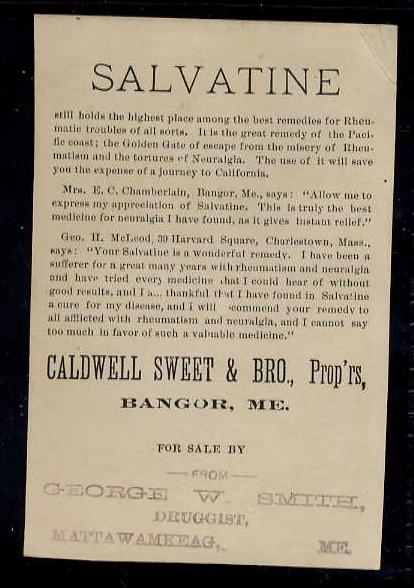 SALVATINE
still holds the highest place among the best remedies for Rheu-
matic troubles of all sorts. It is the great remedy of the Paci-
fic coast; the Golden Gate of escape from the misery of Rheu-
matism and the tortures of Neuralgia. The use of it will save
you the expense of a journey to California.
Mrs. E. C. Chamberlain, Bangor, Me., says: "Allow me to
express my appreciation of Salvatine. This is truly the best
medicine for neuralgia I have found, as it gives instant relief."
Geo. H. McLeod, 39 Harvard Square, Charlestown, Mass.,
says: "Your Salvatine is a wonderful remedy. I have been a
sufferer for a great many years with rheumatism and neuralgia
and have tried every medicine that I could hear of without
good results, and I a... thankful that I have found in Salvatine
a cure for my disease, and I will recommend your remedy to
all afflicted with rheumatism and neuralgia, and I cannot say
too much in favor of such a valuable medicine."
CALDWELL SWEET & BRO., Prop'rs,
BANGOR, ME.
FOR SALE BY
—FROM—
GEORGE W. SMITH,
DRUGGIST,
MATTAWAMKEAG, ME.